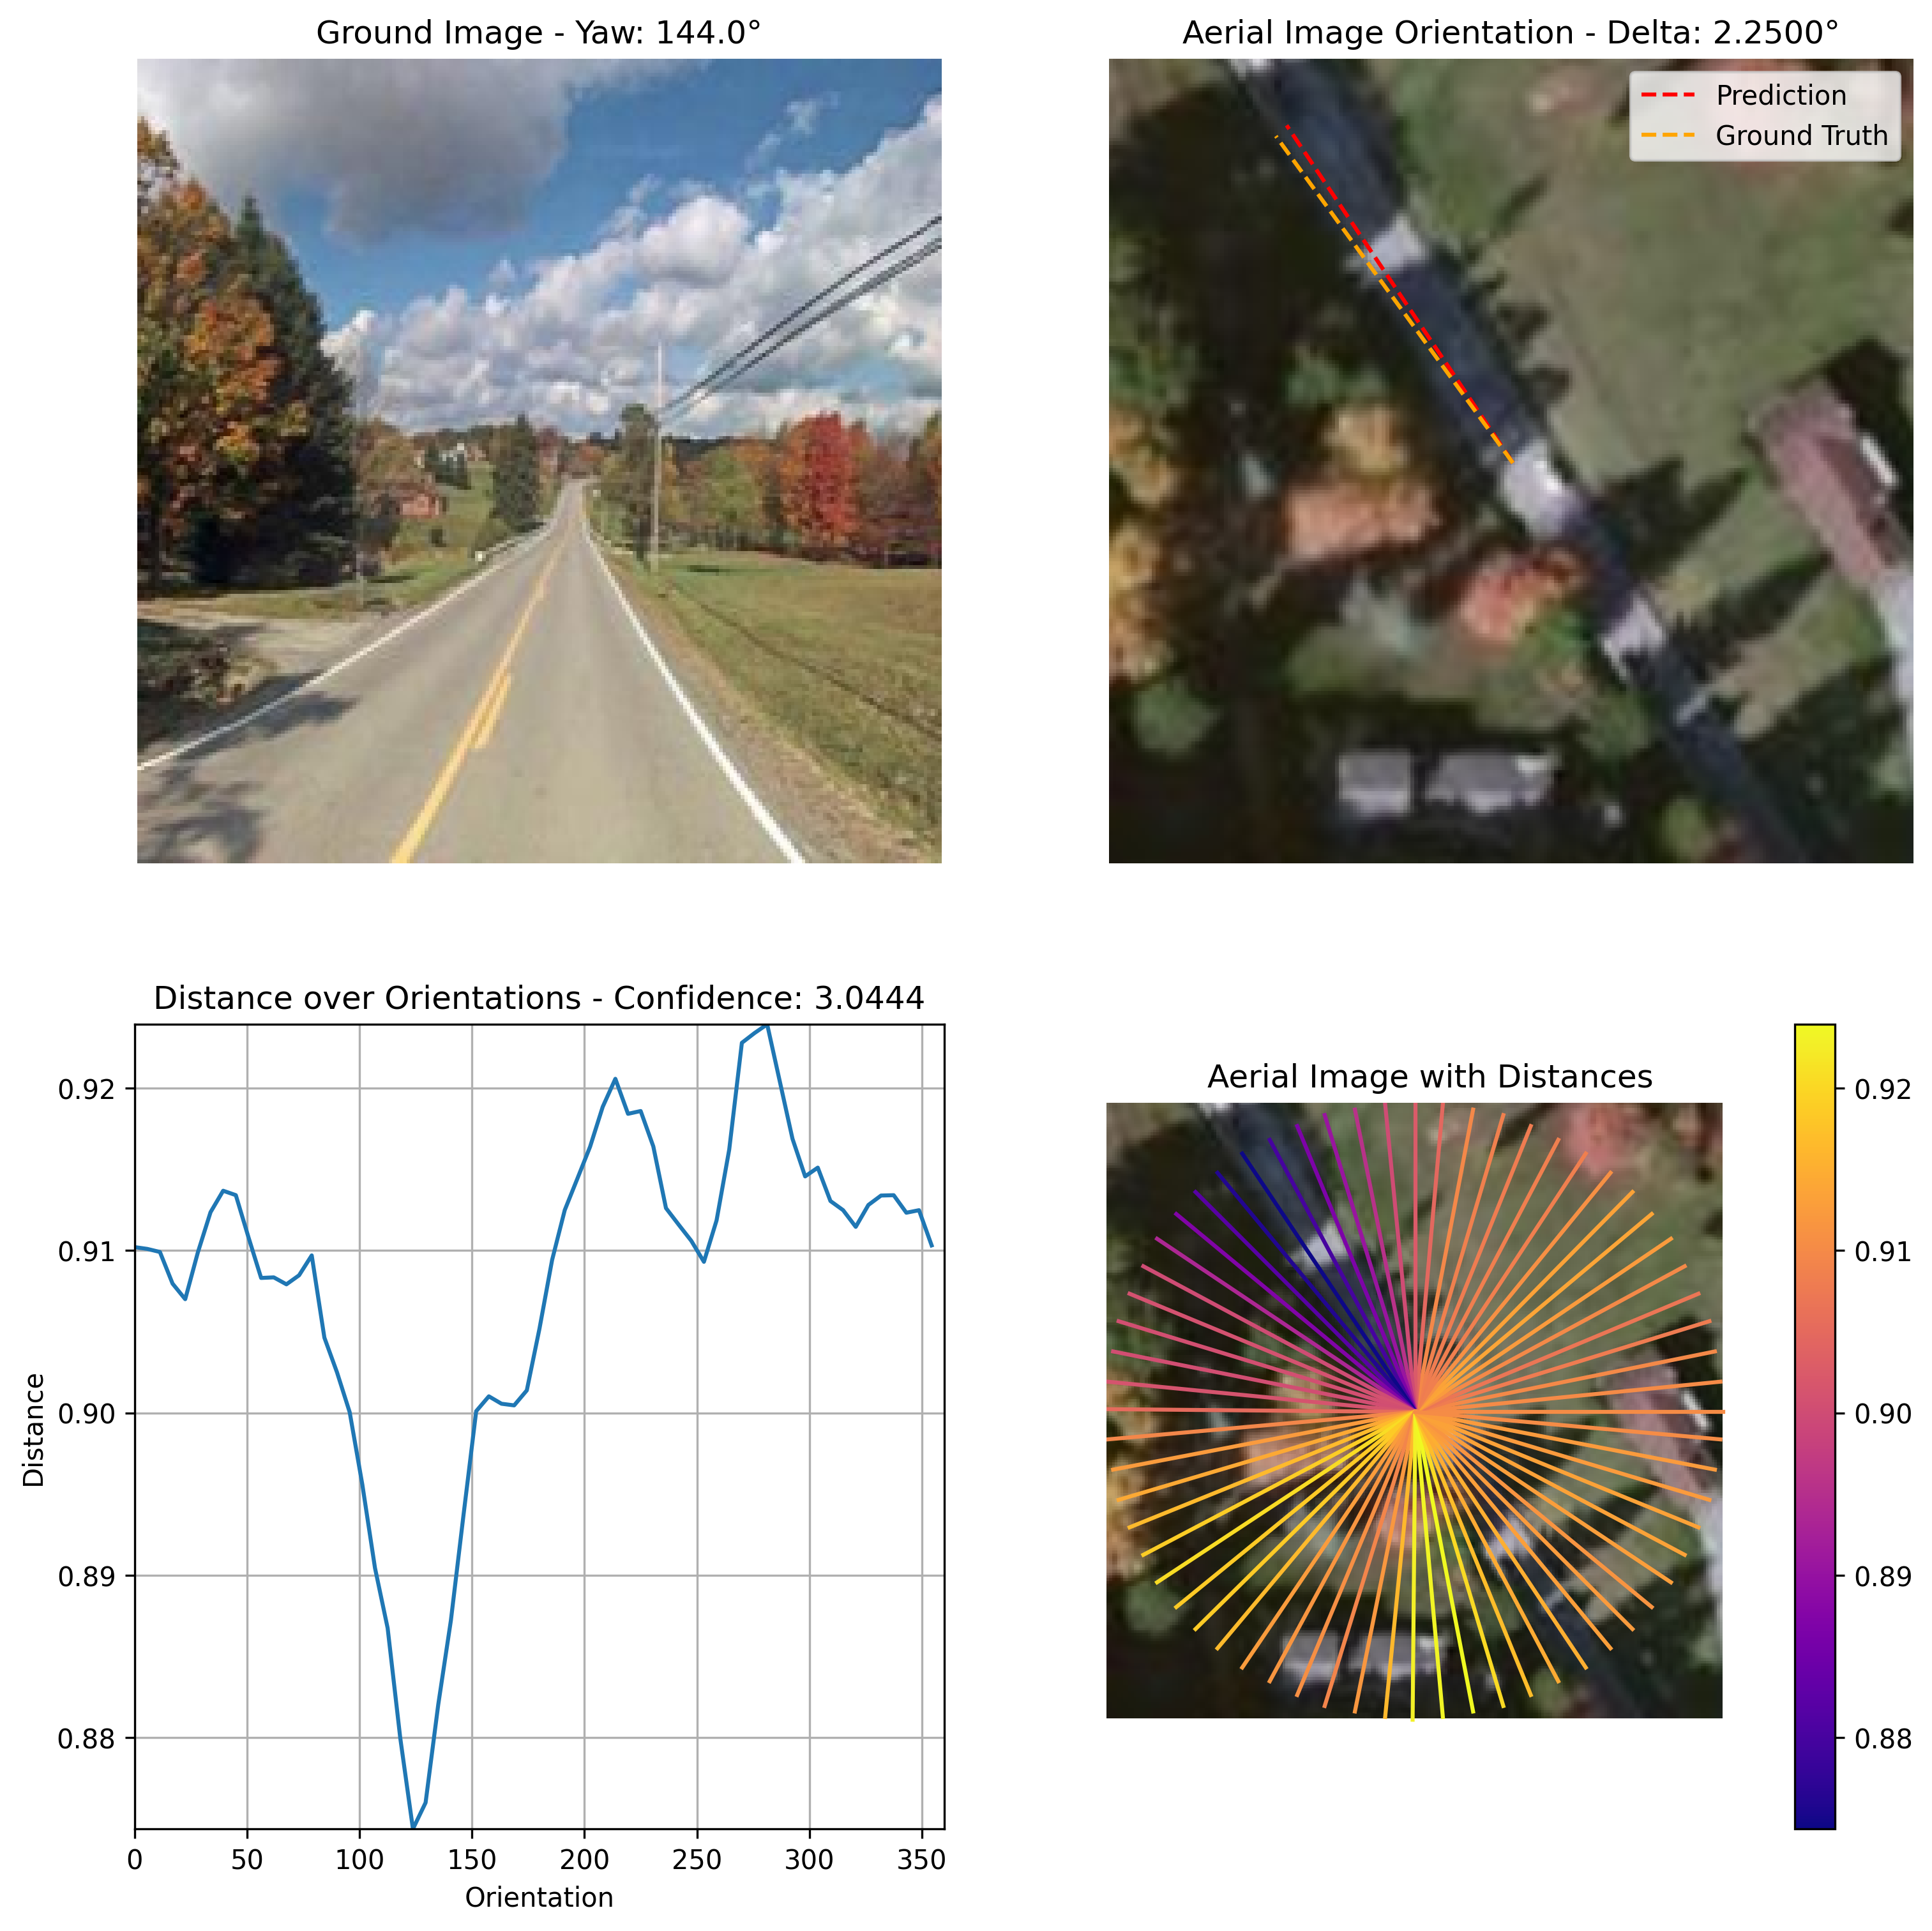 Ground Image - Yaw: 144.0°
Aerial Image Orientation - Delta: 2.2500°
Prediction
Ground Truth
Distance over Orientations - Confidence: 3.0444
0.92
0.91
0.90
0.89
0.88
Distance
0
50
100
150
200
250
300
350
Orientation
Aerial Image with Distances
0.92
0.91
0.90
0.89
0.88